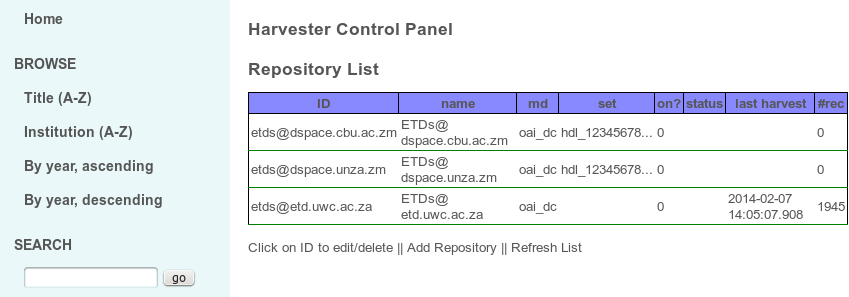 Home
BROWSE
Title (A-Z)
Institution (A-Z)
By year, ascending
By year, descending
SEARCH
go
Harvester Control Panel
Repository List
ID name md set on? status last harvest #rec
etds@dspace.cbu.ac.zm ETDs@ dspace.cbu.ac.zm oai_dc hdl_12345678... 0 0
etds@dspace.unza.zm ETDs@ dspace.unza.zm oai_dc hdl_12345678... 0 0
etds@etd.uwc.ac.za ETDs@ etd.uwc.ac.za oai_dc 0 2014-02-07 14:05:07.908 1945
Click on ID to edit/delete || Add Repository || Refresh List